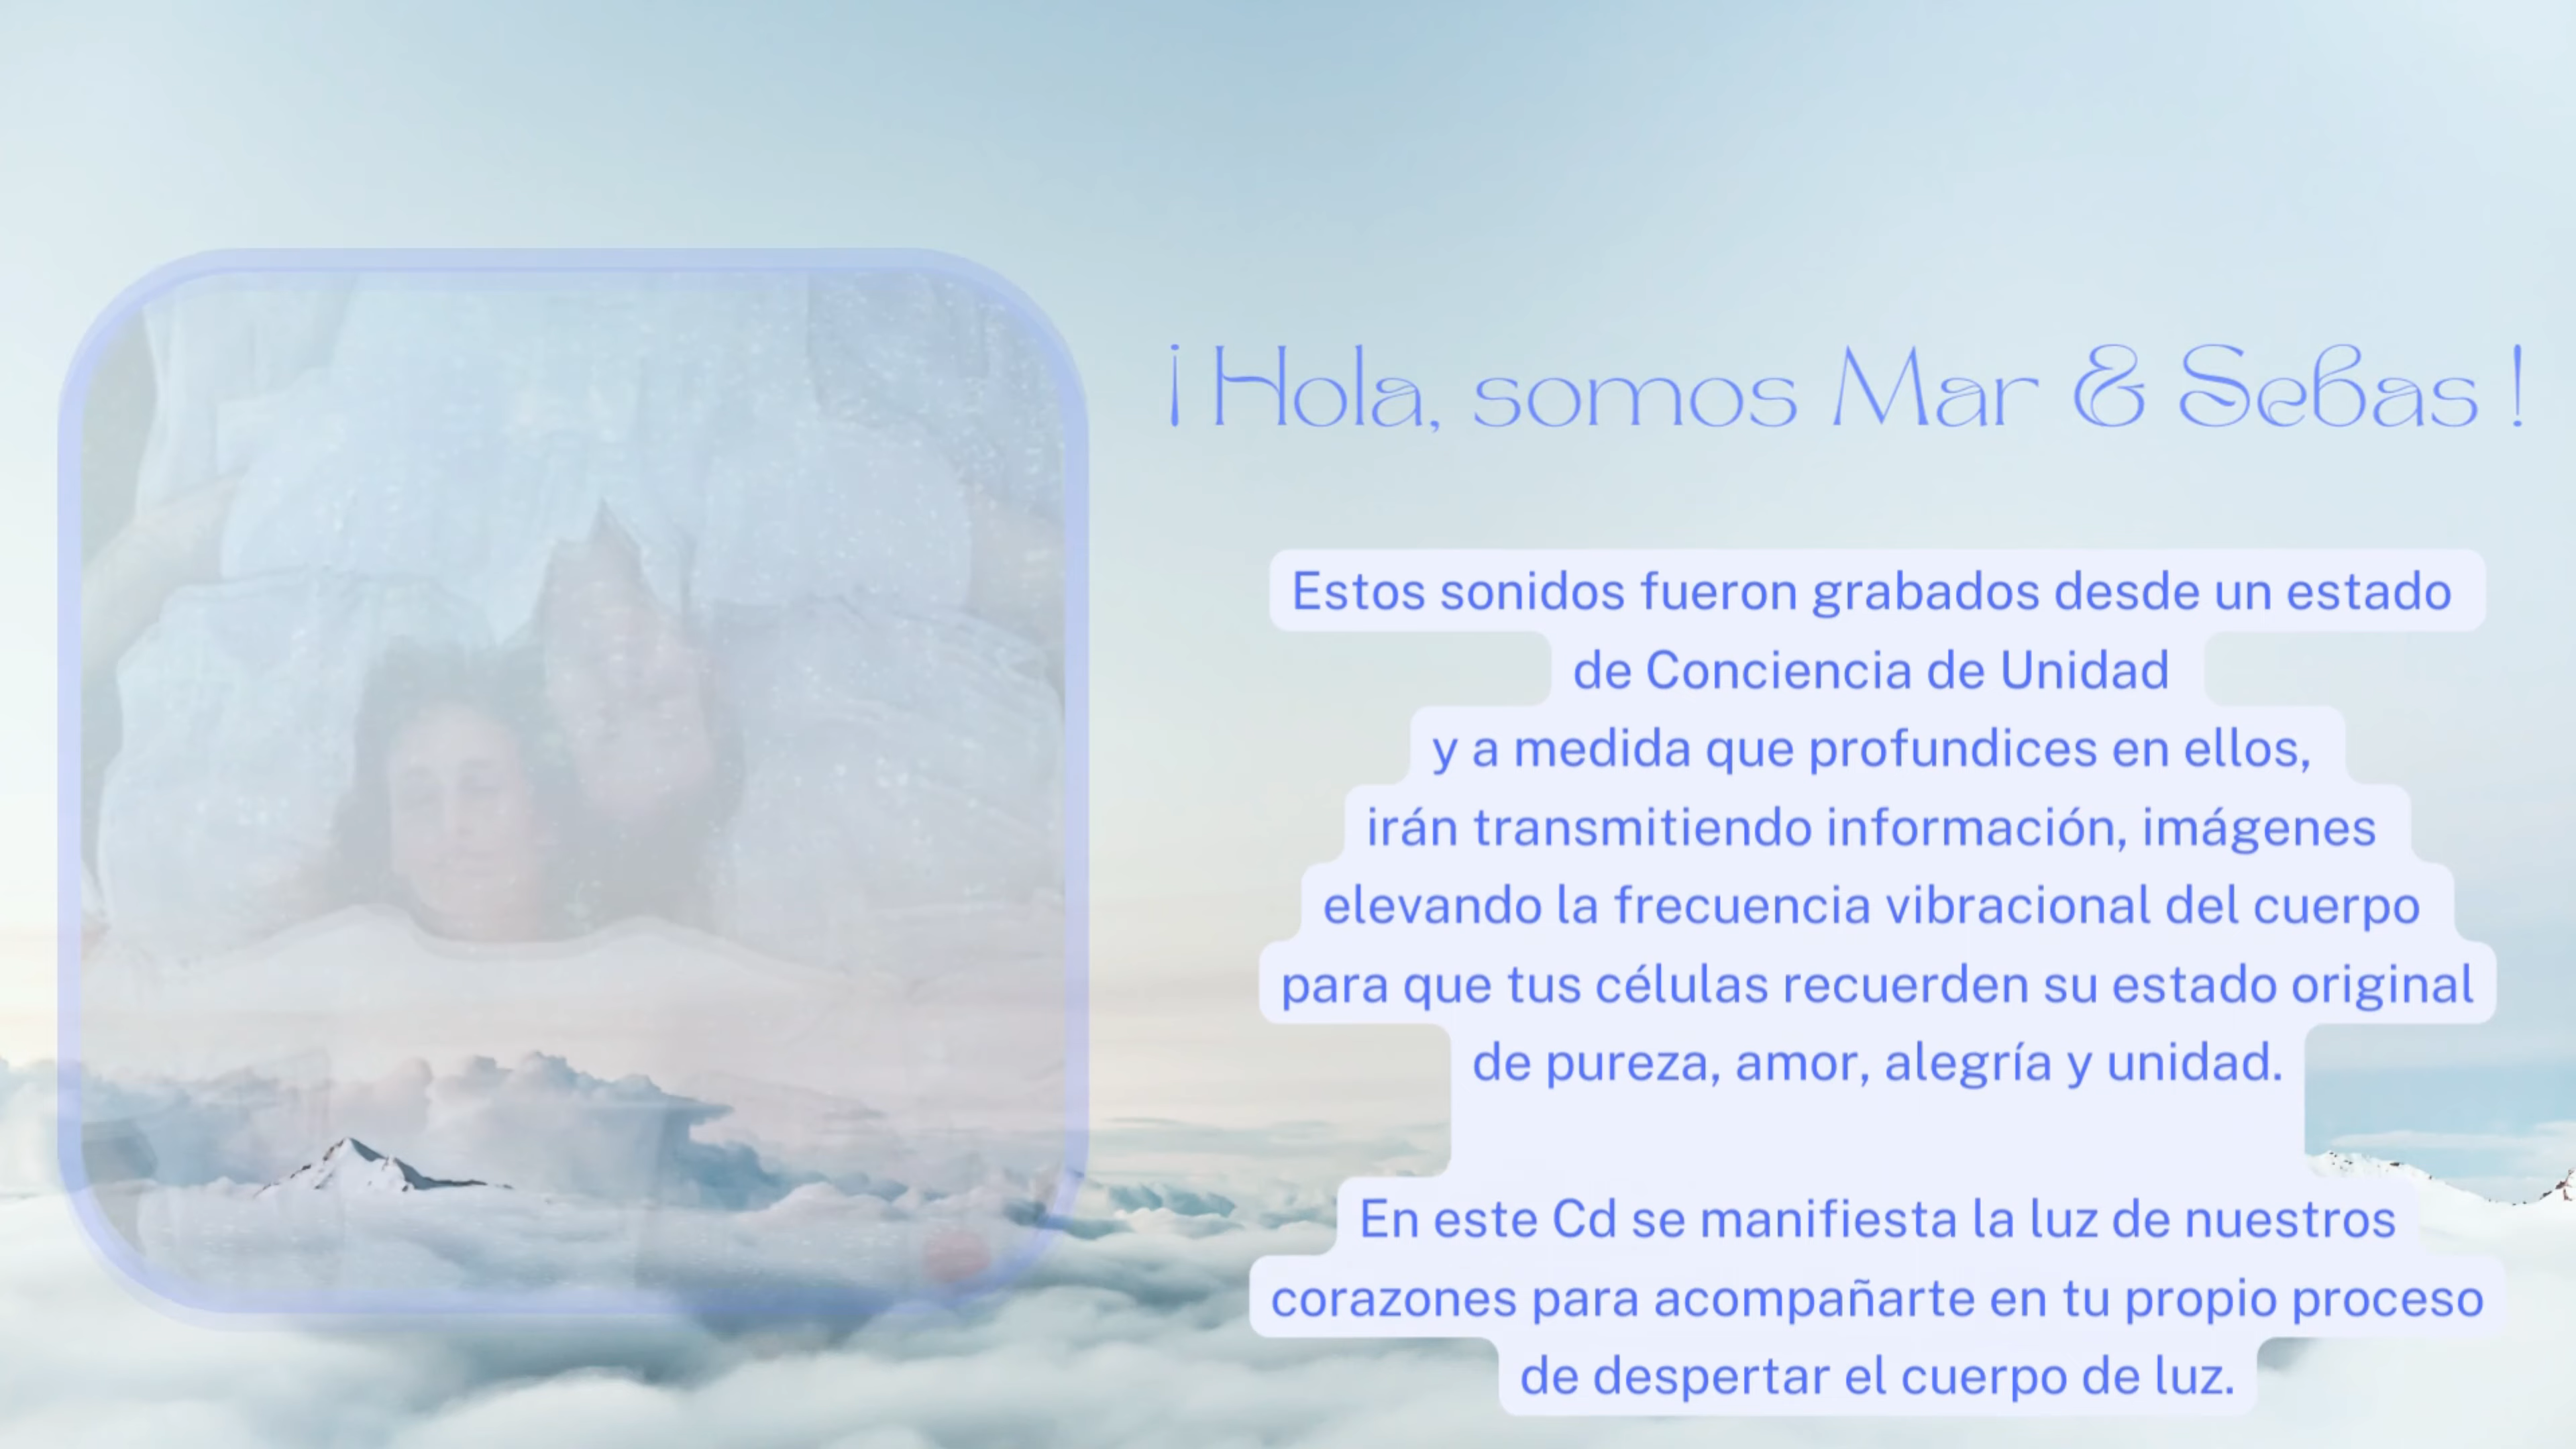 ¡ Hola, somos Mar & Sebas !
Estos sonidos fueron grabados desde un estado
de Conciencia de Unidad
y a medida que profundices en ellos,
irán transmitiendo información, imágenes
elevando la frecuencia vibracional del cuerpo
para que tus células recuerden su estado original
de pureza, amor, alegría y unidad.
En este Cd se manifiesta la luz de nuestros
corazones para acompañarte en tu propio proceso
de despertar el cuerpo de luz.